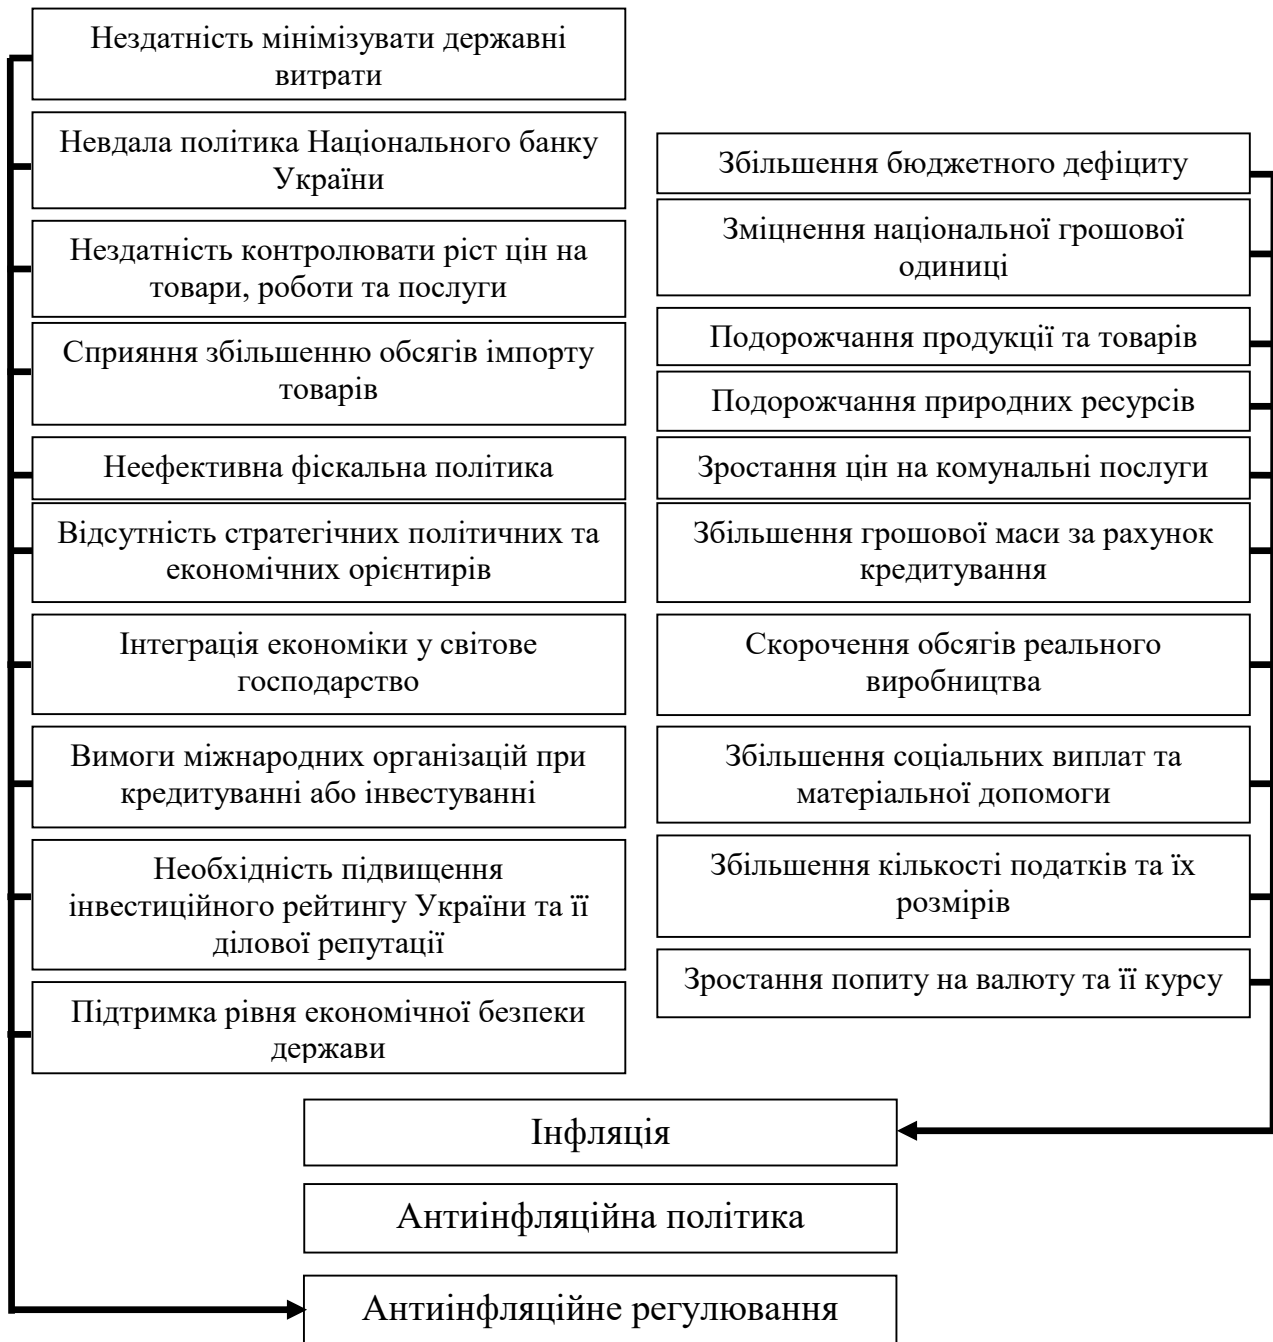 Нездатність мінімізувати державні
витрати
Невдала політика Національного банку
України
Нездатність контролювати ріст цін на
товари, роботи та послуги
Сприяння збільшенню обсягів імпорту
товарів
Неефективна фіскальна політика
Відсутність стратегічних політичних та
економічних орієнтирів
Інтеграція економіки у світове
господарство
Вимоги міжнародних організацій при
кредитуванні або інвестуванні
Необхідність підвищення
інвестиційного рейтингу України та її
ділової репутації
Підтримка рівня економічної безпеки
держави
Збільшення бюджетного дефіциту
Зміцнення національної грошової
одиниці
Подорожчання продукції та товарів
Подорожчання природних ресурсів
Зростання цін на комунальні послуги
Збільшення грошової маси за рахунок
кредитування
Скорочення обсягів реального
виробництва
Збільшення соціальних виплат та
матеріальної допомоги
Збільшення кількості податків та їх
розмірів
Зростання попиту на валюту та її курсу
Інфляція
Антиінфляційна політика
Антиінфляційне регулювання